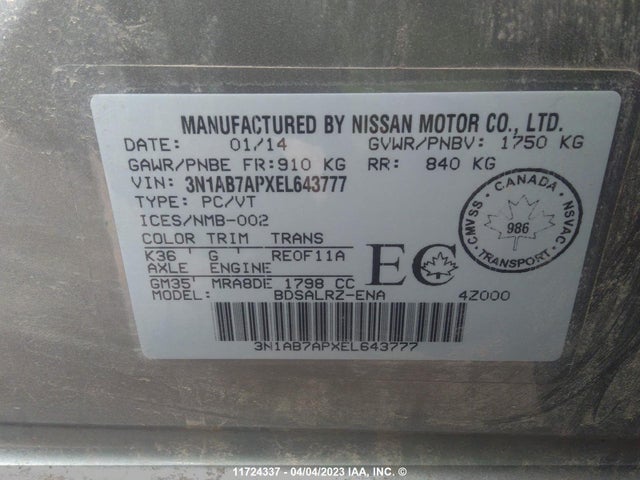 MANUFACTURED BY NISSAN MOTOR CO., LTD.
DATE: 01/14 GVWR/PNBV: 1750 KG
GAWR/PNBE FR: 910 KG RR: 840 KG
VIN: 3N1AB7APXEL643777
TYPE: PC/VT
ICES/NMB-002
COLOR TRIM TRANS
K36 G REOF11A
AXLE ENGINE
GM35 MRA8DE 1798 CC
MODEL: BDSALRZ-ENA 4Z000
EC
CANADA
CMVSS NSVAC
986
TRANSPORT
3N1AB7APXEL643777
11724337 - 04/04/2023 IAA, INC. ©